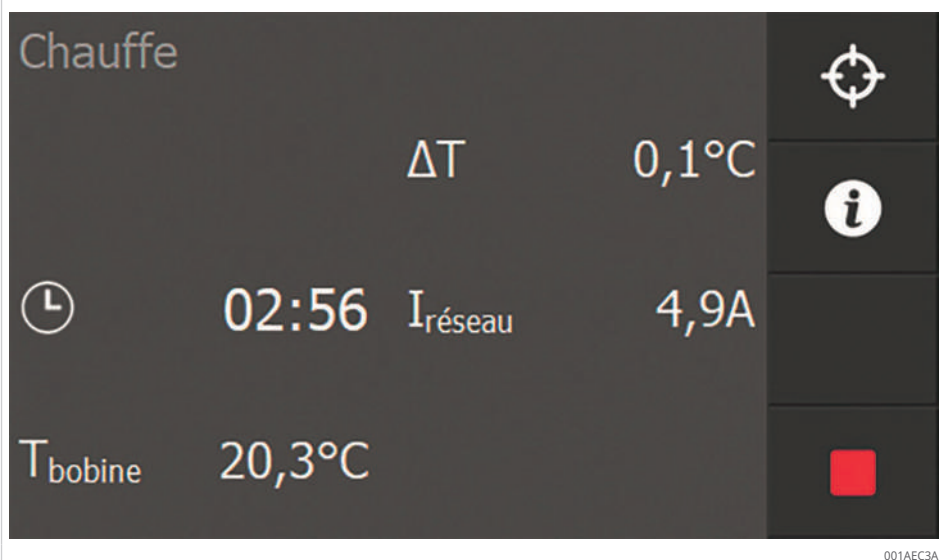 Chauffe
ΔT 0,1°C
02:56 Iréseau 4,9A
Tbobine 20,3°C
001AEC3A